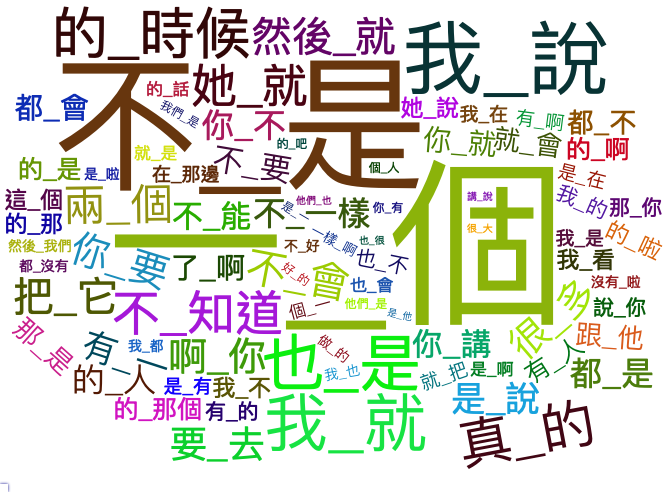 的_時候
然後_就
我_說
不_是
她_就
的_話
都_會
我們_是
你_不
她_說
我_在
有_啊
都_不
的_吧
你_就
就_會
的_啊
就_是
不_要
個_人
的_是
是_啦
在_那邊
是_在
這_個
兩_個
他們_也
你_有
講_說
我_的
那_你
的_那
不_能
不_一樣
是_一
一樣_啊
很_大
一_個
然後_我們
你_要
不_好
也_很
也_不
我_是
的_啦
都_沒有
了_啊
不_會
好_的
我_看
把_它
也_會
沒有_啦
不_知道
個_一
他們_是
是_他
說_你
很_多
那_是
有_一
我_都
啊_你
做_的
你_講
跟_他
也_是
我_也
有_人
的_人
是_有
我_不
就_把
是_啊
都_是
的_那個
有_的
我_就
是_說
要_去
真_的